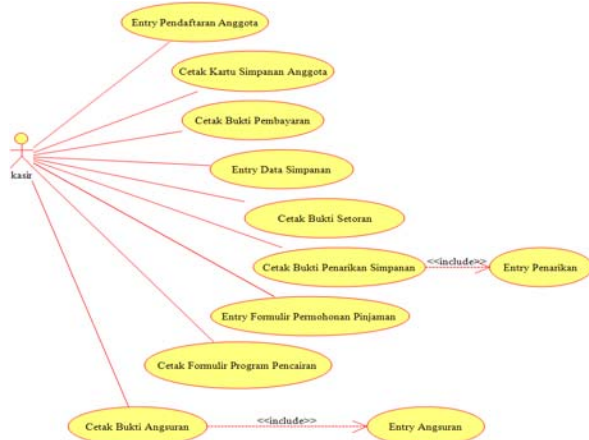 Entry Pendaftaran Anggota
Cetak Kartu Simpanan Anggota
Cetak Bukti Pembayaran
kasir
Entry Data Simpanan
Cetak Bukti Setoran
Cetak Bukti Penarikan Simpanan
<<include>>
Entry Penarikan
Entry Formulir Permohonan Pinjaman
Cetak Formulir Program Pencairan
Cetak Bukti Angsuran
<<include>>
Entry Angsuran